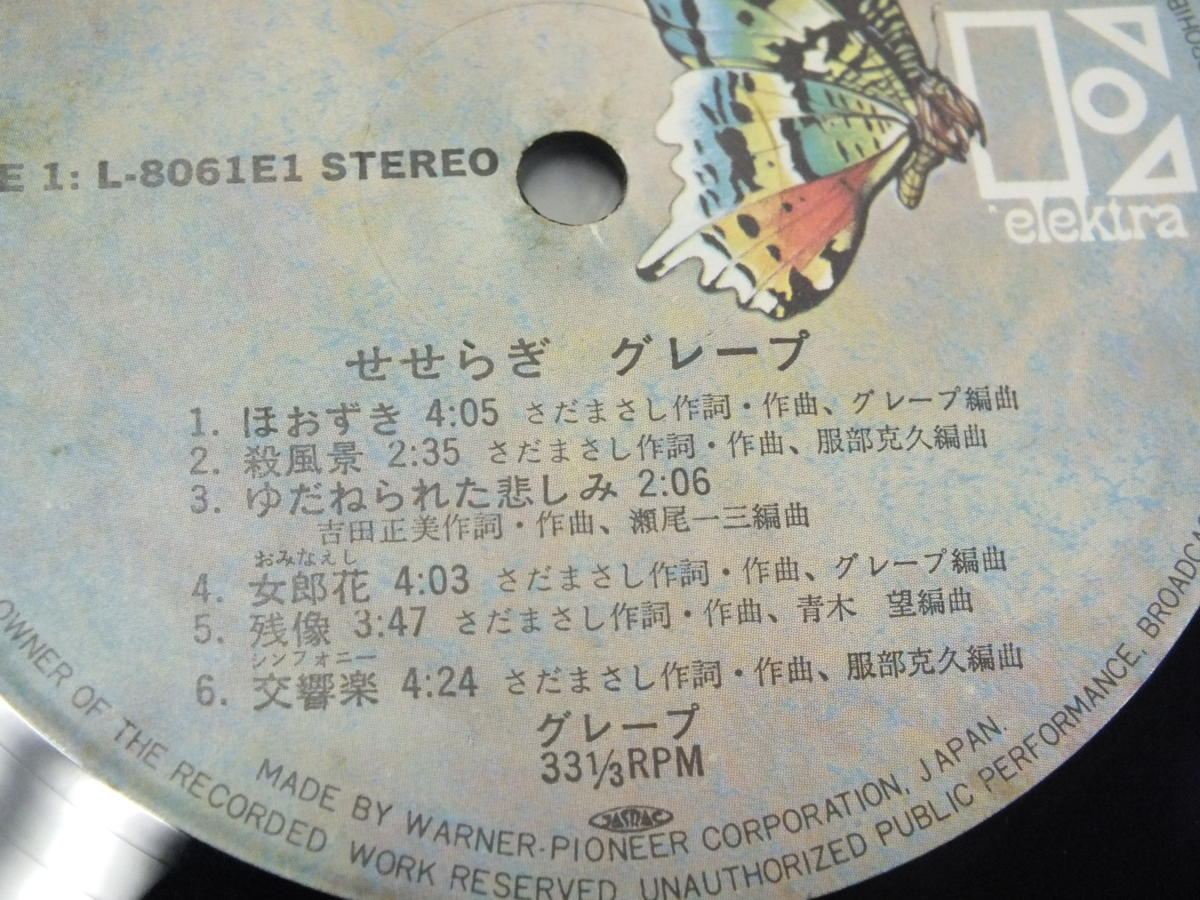 elektra
E 1: L-8061E1 STEREO
せせらぎ グレープ
1. ほおずき 4:05 さだまさし作詞・作曲、グレープ編曲
2. 殺風景 2:35 さだまさし作詞・作曲、服部克久編曲
3. ゆだねられた悲しみ 2:06
吉田正美作詞・作曲、瀬尾一三編曲
おみなえし
4. 女郎花 4:03 さだまさし作詞・作曲、グレープ編曲
5. 残像 3:47 さだまさし作詞・作曲、青木 望編曲
シンフォニー
6. 交響楽 4:24 さだまさし作詞・作曲、服部克久編曲
グレープ
33⅓RPM
JASRAC
MADE BY WARNER-PIONEER CORPORATION, JAPAN.
OWNER OF THE RECORDED WORK RESERVED UNAUTHORIZED PUBLIC PERFORMANCE, BROADCA